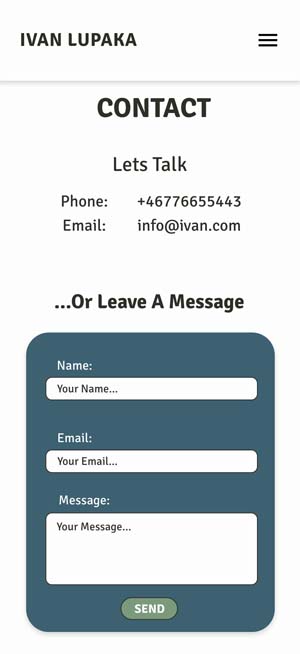 IVAN LUPAKA
CONTACT
Lets Talk
Phone: +46776655443
Email: info@ivan.com
...Or Leave A Message
Name:
Your Name...
Email:
Your Email...
Message:
Your Message...
SEND